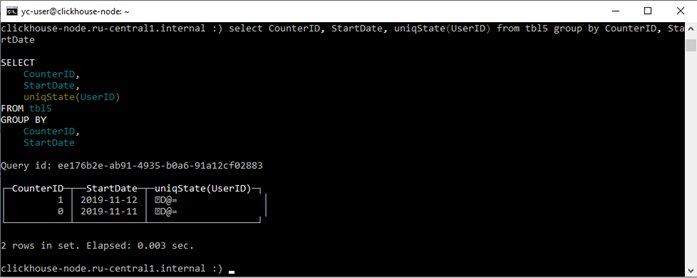 yc-user@clickhouse-node: ~
clickhouse-node.ru-central1.internal :) select CounterID, StartDate, uniqState(UserID) from tbl5 group by CounterID, Sta
rtDate
SELECT
CounterID,
StartDate,
uniqState(UserID)
FROM tbl5
GROUP BY
CounterID,
StartDate
Query id: ee176b2e-ab91-4935-b0a6-91a12cf02883
CounterID StartDate uniqState(UserID)
1 2019-11-12 D@=
0 2019-11-11 D@=
2 rows in set. Elapsed: 0.003 sec.
clickhouse-node.ru-central1.internal :)